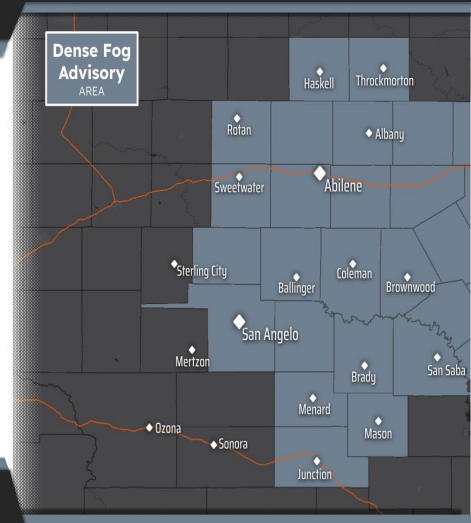 Dense Fog
Advisory
AREA
Haskell
Throckmorton
Rotan
Albany
Sweetwater
Abilene
Sterling City
Ballinger
Coleman
Brownwood
San Angelo
Mertzon
Brady
San Saba
Menard
Mason
Ozona
Sonora
Junction